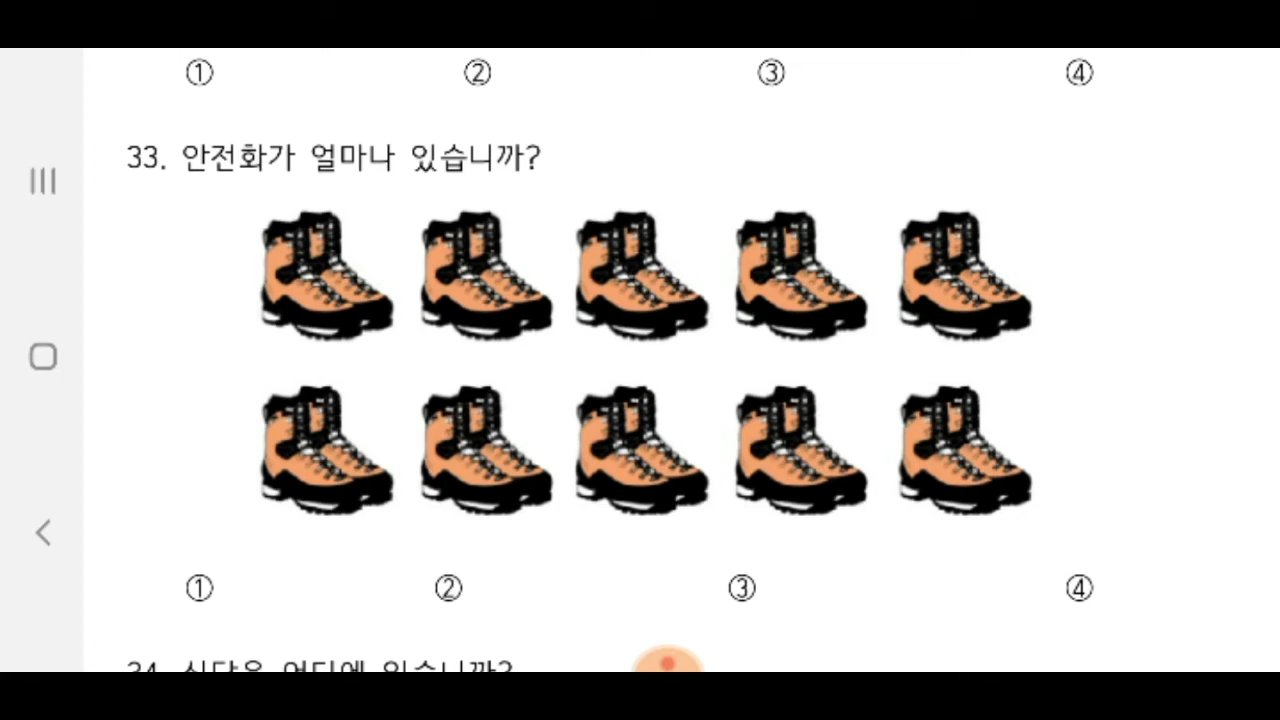 ① ② ③ ④
33. 안전화가 얼마나 있습니까?
① ② ③ ④